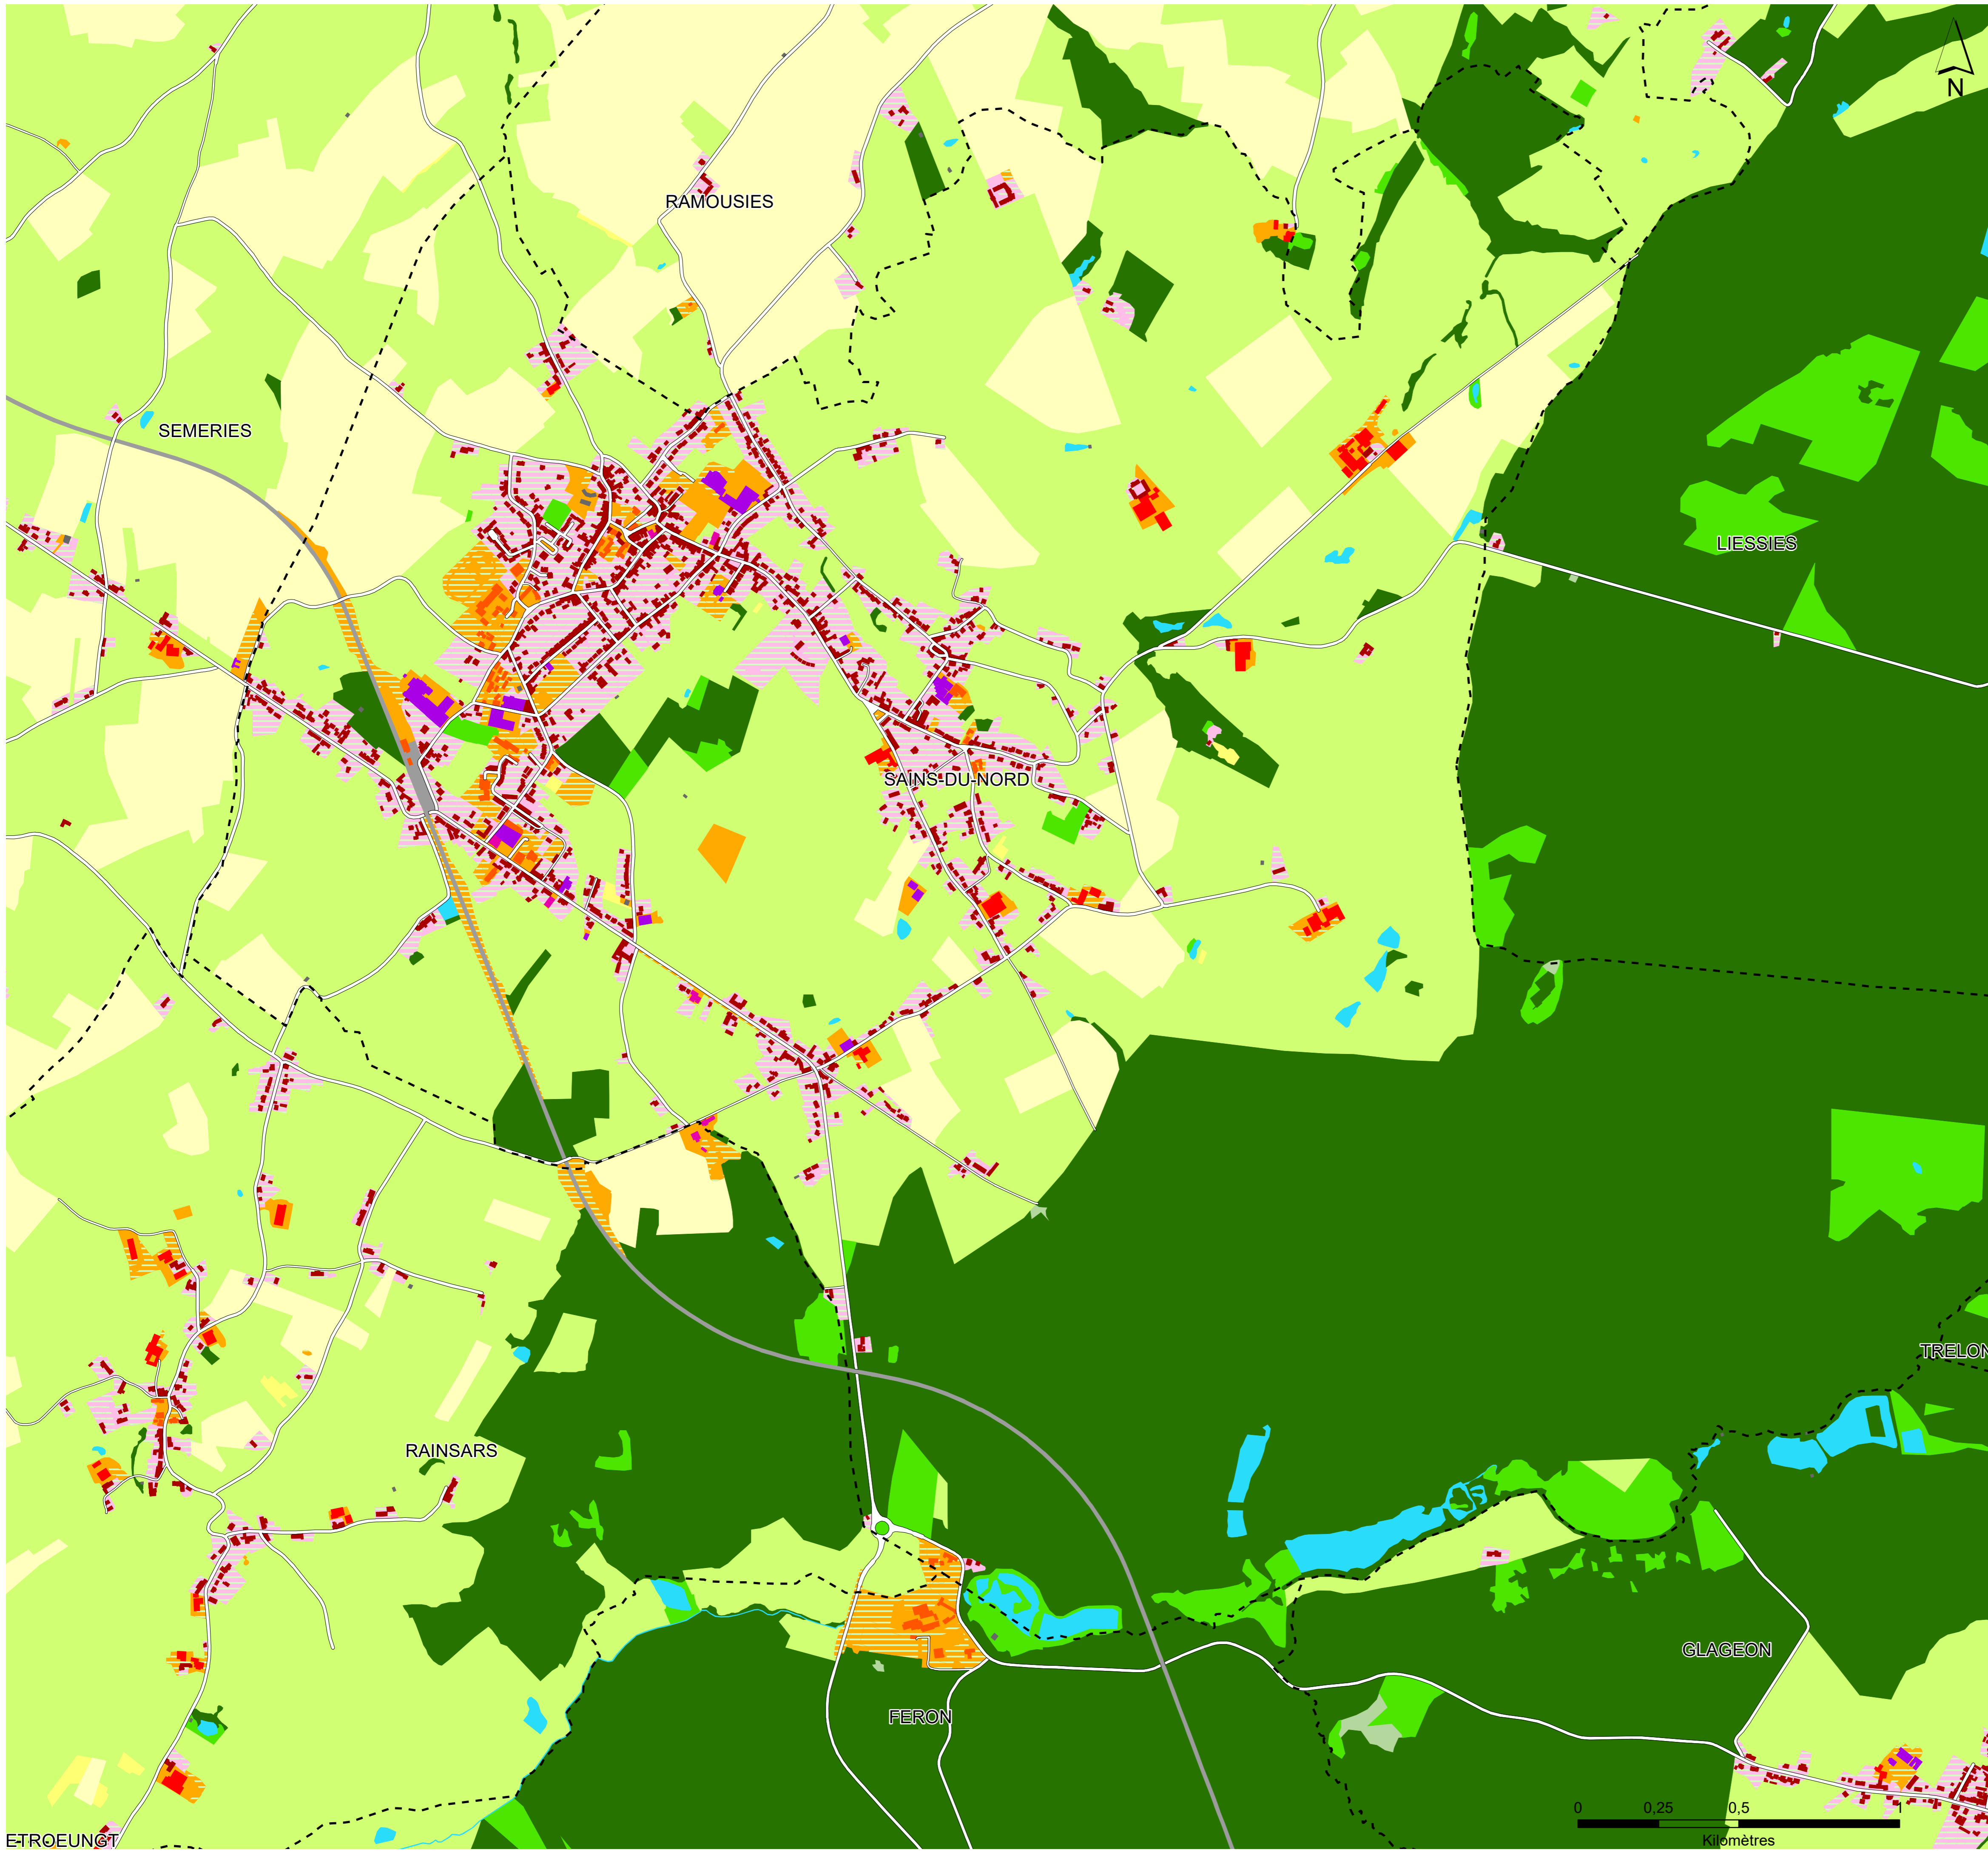 N
RAMOUSIES
SEMERIES
LIESSIES
SAINS-DU-NORD
TRELON
RAINSARS
GLAGEON
FERON
0 0,25 0,5 1
Kilomètres
ETROEUNGT